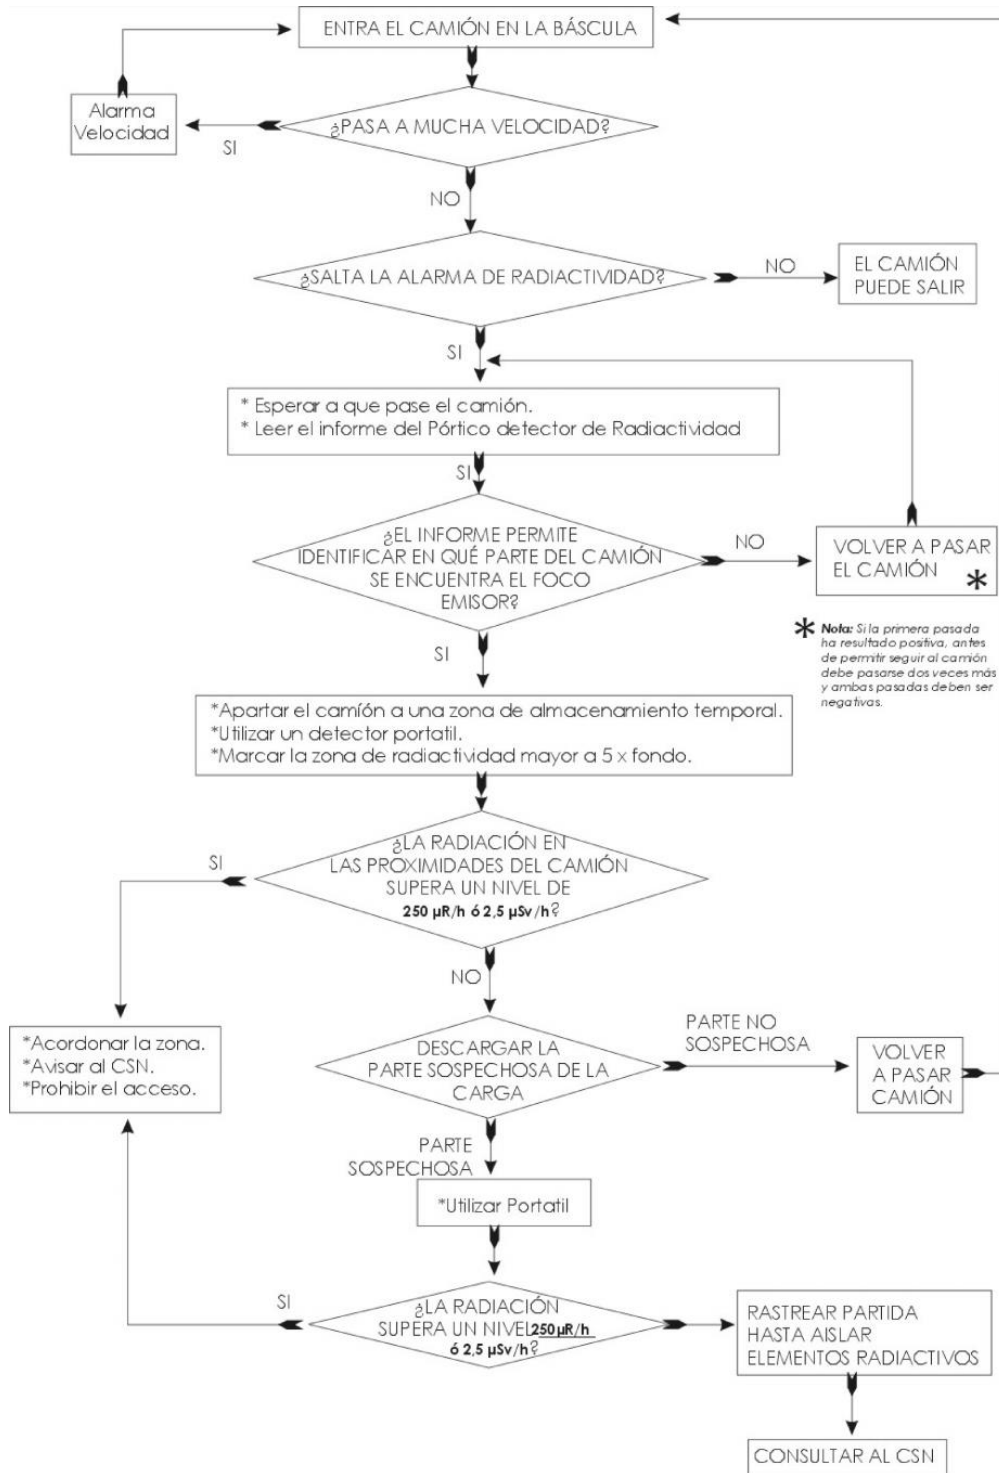 ENTRA EL CAMIÓN EN LA BÁSCULA
Alarma
Velocidad
¿PASA A MUCHA VELOCIDAD?
SI
NO
¿SALTA LA ALARMA DE RADIACTIVIDAD?
NO
EL CAMIÓN
PUEDE SALIR
SI
* Esperar a que pase el camión.
* Leer el informe del Pórtico detector de Radiactividad
SI
¿EL INFORME PERMITE
IDENTIFICAR EN QUÉ PARTE DEL CAMIÓN
SE ENCUENTRA EL FOCO
EMISOR?
NO
VOLVER A PASAR
EL CAMIÓN *
* Nota: Si la primera pasada
ha resultado positiva, antes
de permitir seguir al camión
debe pasarse dos veces más
y ambas pasadas deben ser
negativas.
SI
*Apartar el camíón a una zona de almacenamiento temporal.
*Utilizar un detector portatil.
*Marcar la zona de radiactividad mayor a 5 x fondo.
¿LA RADIACIÓN EN
LAS PROXIMIDADES DEL CAMIÓN
SUPERA UN NIVEL DE
250 µR/h ó 2,5 µSv/h?
SI
NO
*Acordonar la zona.
*Avisar al CSN.
*Prohibir el acceso.
DESCARGAR LA
PARTE SOSPECHOSA DE LA
CARGA
PARTE NO
SOSPECHOSA
VOLVER
A PASAR
CAMIÓN
PARTE
SOSPECHOSA
*Utilizar Portatil
SI
¿LA RADIACIÓN
SUPERA UN NIVEL 250 µR/h
ó 2,5 µSv/h?
RASTREAR PARTIDA
HASTA AISLAR
ELEMENTOS RADIACTIVOS
CONSULTAR AL CSN